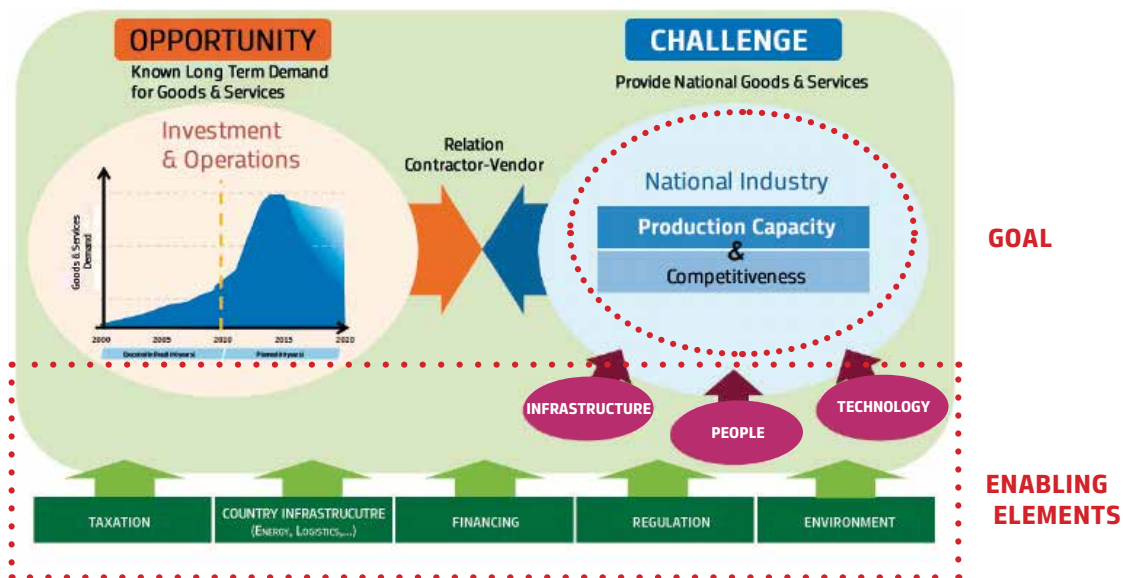 OPPORTUNITY
Known Long Term Demand
for Goods & Services
Investment
& Operations
Goods & Services
Demand
2000
2005
2010
2015
2020
Relation
Contractor-Vendor
CHALLENGE
Provide National Goods & Services
National Industry
Production Capacity
&
Competitiveness
GOAL
INFRASTRUCTURE
PEOPLE
TECHNOLOGY
TAXATION
COUNTRY INFRASTRUCUTRE
(ENERGY, LOGISTICS,...)
FINANCING
REGULATION
ENVIRONMENT
ENABLING
ELEMENTS